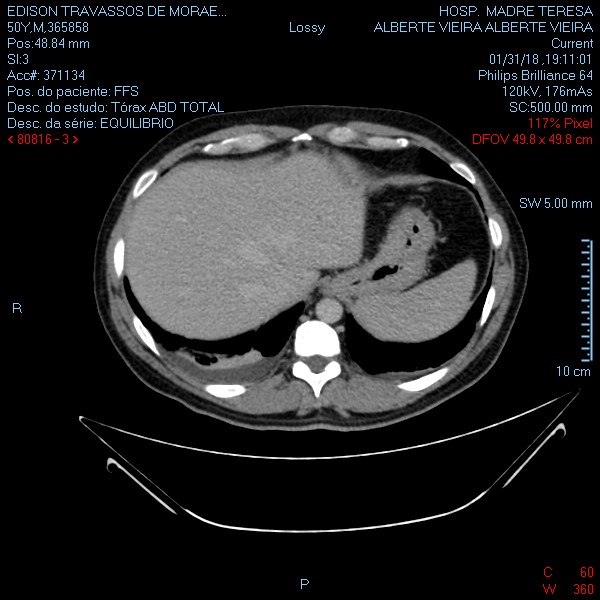 EDISON TRAVASSOS DE MORAE...
50Y,M,365858
Pos:48.84 mm
SI:3
Acc#: 371134
Pos. do paciente: FFS
Desc. do estudo: Tórax ABD TOTAL
Desc. da série: EQUILIBRIO
< 80816 - 3 >
Lossy
HOSP. MADRE TERESA
ALBERTE VIEIRA ALBERTE VIEIRA
Current
01/31/18 ,19:11:01
Philips Brilliance 64
120kV, 176mAs
SC:500.00 mm
117% Pixel
DFOV 49.8 x 49.8 cm
SW 5.00 mm
R
10 cm
P
C 60
W 360